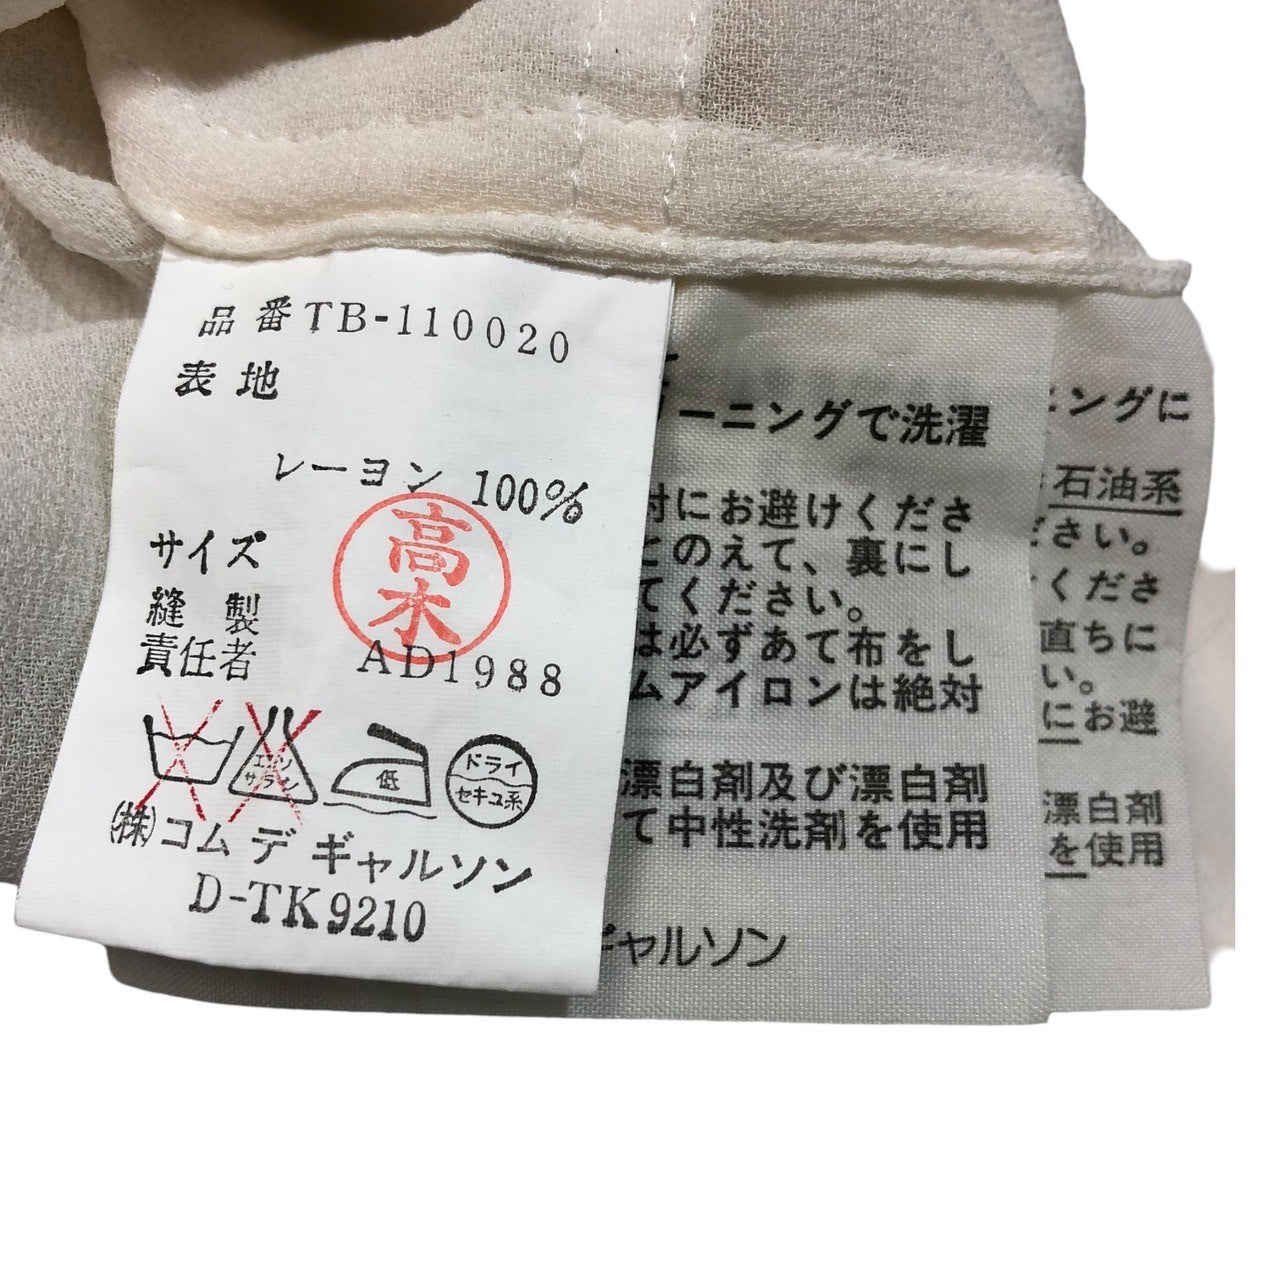 品番TB-110020
表地
レーヨン 100%
高水
サイズ
縫製
責任者
AD1988
エンソ
サラシ
低
ドライ
セキユ系
(株)コムデギャルソン
D-TK9210
ーニングで洗濯
にお避けくださ
とのえて、裏にし
てください。
は必ずあて布をし
ムアイロンは絶対
漂白剤及び漂白剤
て中性洗剤を使用
ギャルソン
ニングに
石油系
ださい。
くださ
直ちに
い。
にお避
漂白剤
を使用